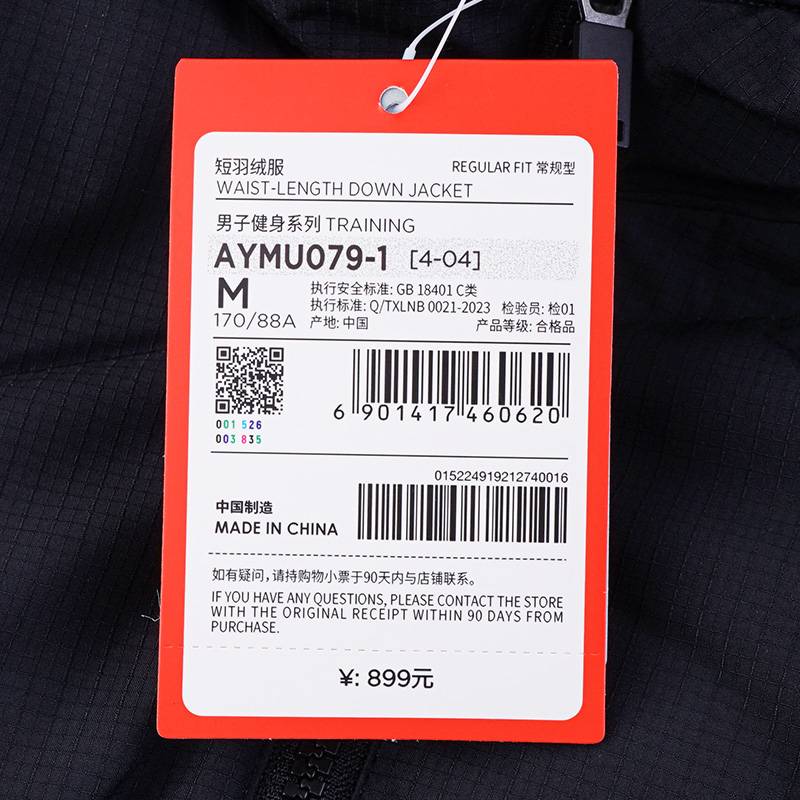 短羽绒服
REGULAR FIT 常规型
WAIST-LENGTH DOWN JACKET
男子健身系列 TRAINING
AYMU079-1 [4-04]
M
执行安全标准: GB 18401 C类
执行标准: Q/TXLNB 0021-2023 检验员: 检01
170/88A
产地: 中国
产品等级: 合格品
001 526
003 835
6 901417 460620
015224919212740016
中国制造
MADE IN CHINA
如有疑问,请持购物小票于90天内与店铺联系。
IF YOU HAVE ANY QUESTIONS, PLEASE CONTACT THE STORE
WITH THE ORIGINAL RECEIPT WITHIN 90 DAYS FROM
PURCHASE.
¥: 899元